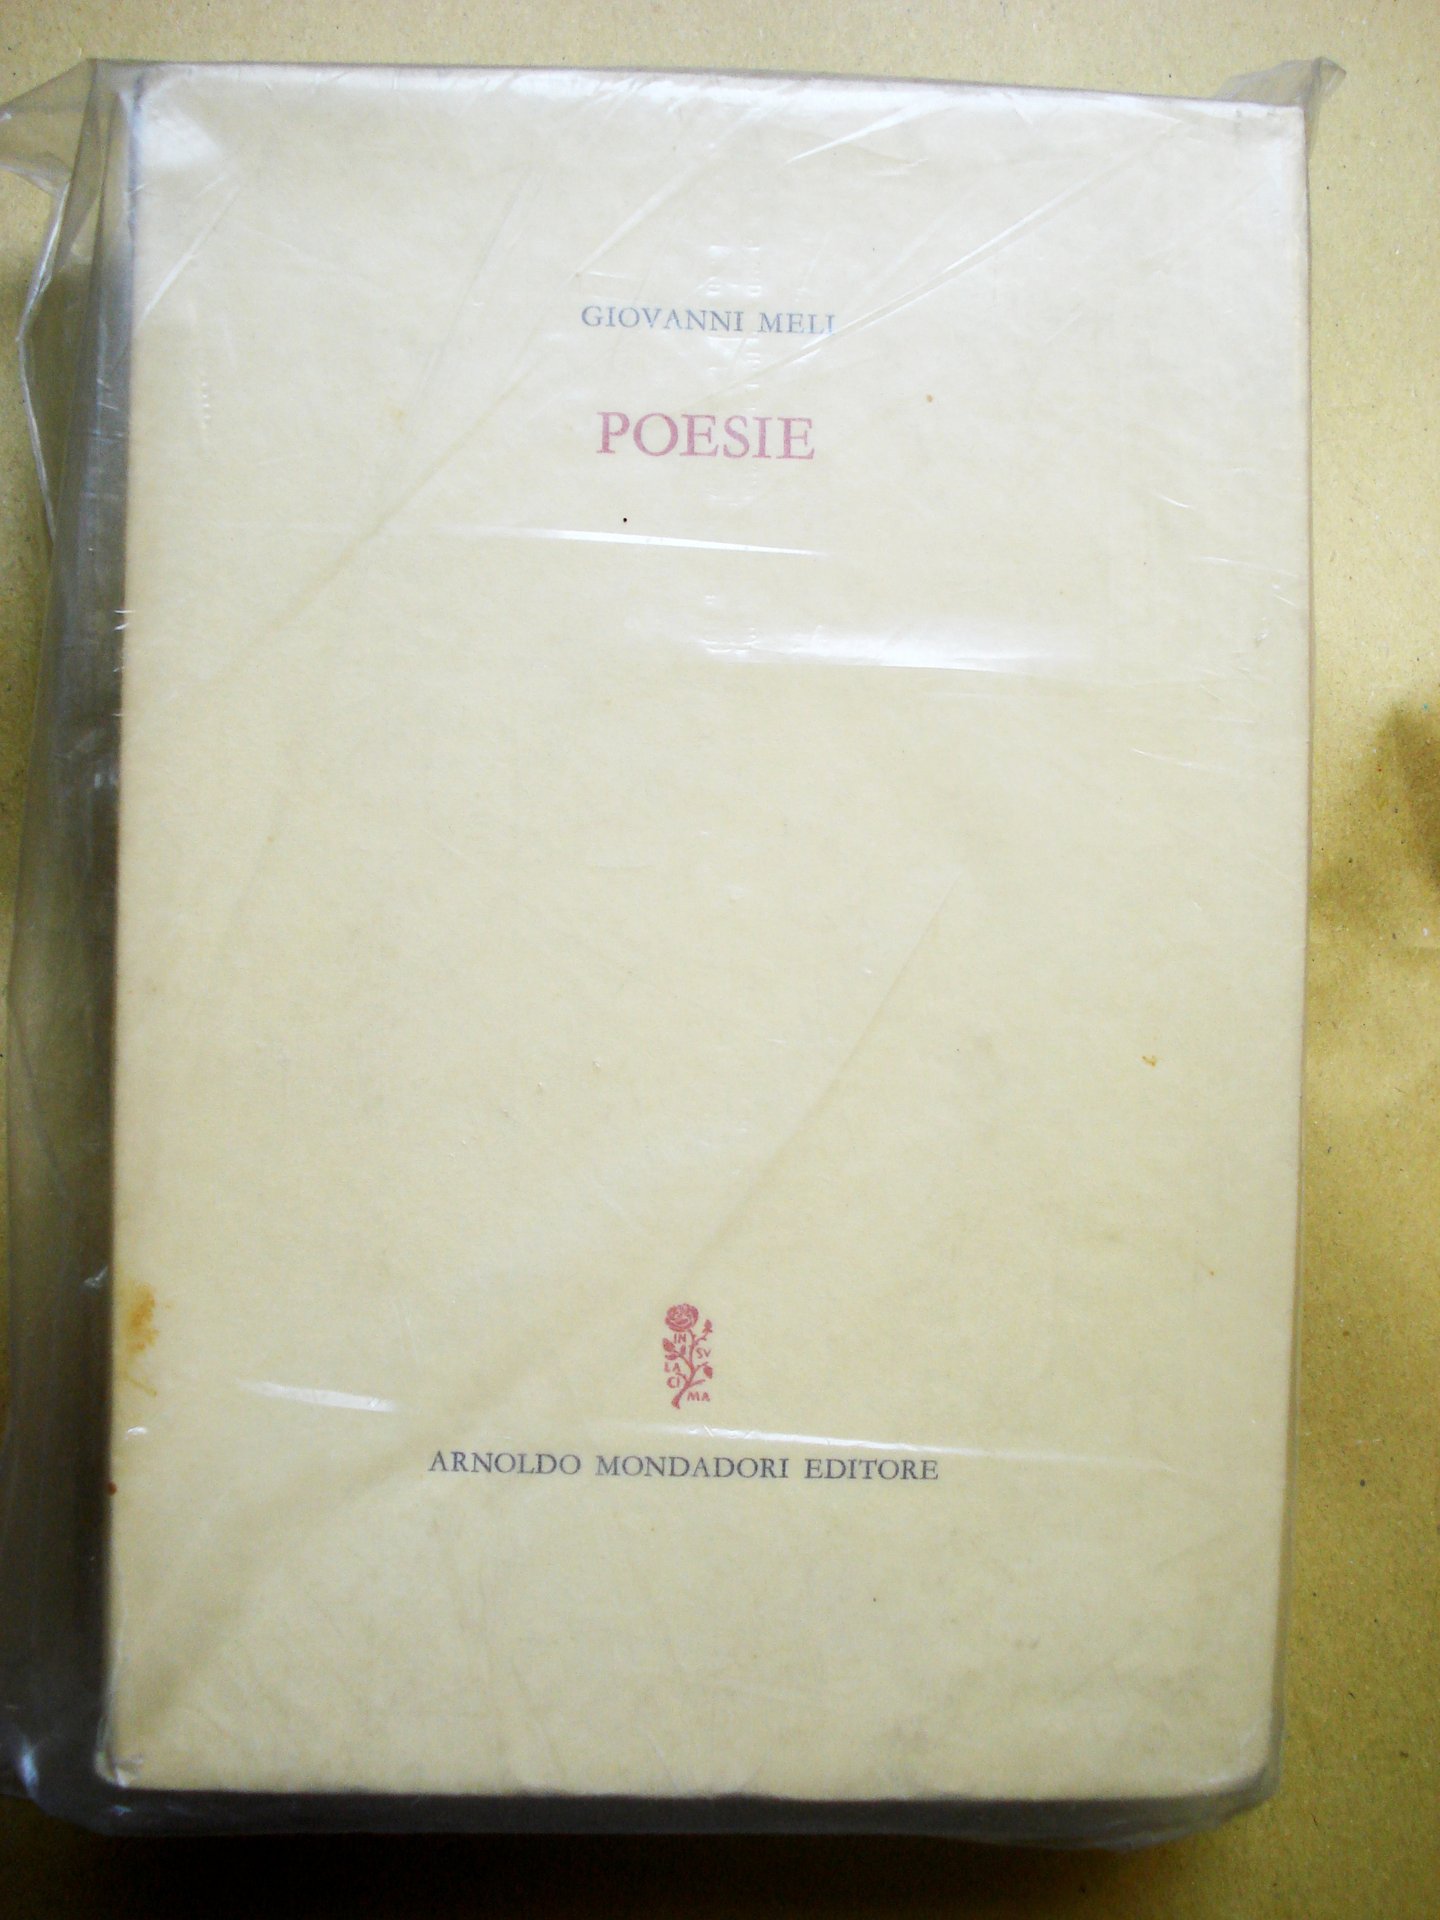 GIOVANNI MELI
POESIE
IN SV
LA
CI MA
ARNOLDO MONDADORI EDITORE